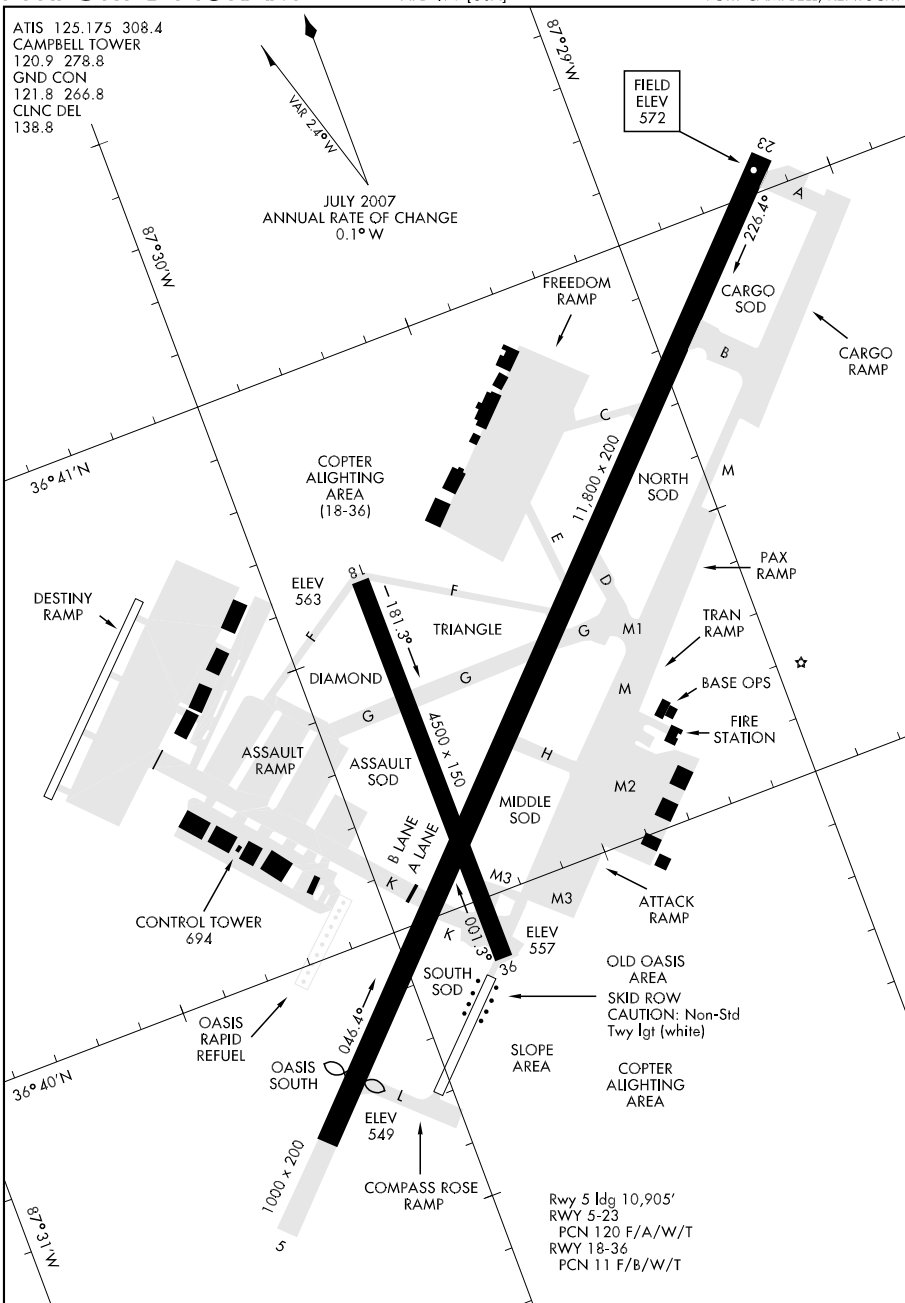 ATIS 125.175 308.4
CAMPBELL TOWER
120.9 278.8
GND CON
121.8 266.8
CLNC DEL
138.8
VAR 2.4° W
JULY 2007
ANNUAL RATE OF CHANGE
0.1° W
87°29'W
87°30'W
FIELD
ELEV
572
23
A
226.4°
CARGO
SOD
CARGO
RAMP
B
FREEDOM
RAMP
C
11,800 x 200
36°41'N
COPTER
ALIGHTING
AREA
(18-36)
NORTH
SOD
M
E
D
PAX
RAMP
DESTINY
RAMP
ELEV
563
18
181.3°
F
F
TRIANGLE
G
M1
TRAN
RAMP
DIAMOND
G
G
M
BASE OPS
FIRE
STATION
ASSAULT
RAMP
ASSAULT
SOD
4500 x 150
H
M2
MIDDLE
SOD
B LANE
A LANE
K
M3
M3
ATTACK
RAMP
CONTROL TOWER
694
K
001.3°
ELEV
557
36
SOUTH
SOD
OLD OASIS
AREA
SKID ROW
CAUTION: Non-Std
Twy lgt (white)
OASIS
RAPID
REFUEL
046.4°
SLOPE
AREA
COPTER
ALIGHTING
AREA
OASIS
SOUTH
36°40'N
L
ELEV
549
1000 x 200
COMPASS ROSE
RAMP
5
87°31'W
Rwy 5 ldg 10,905'
RWY 5-23
PCN 120 F/A/W/T
RWY 18-36
PCN 11 F/B/W/T